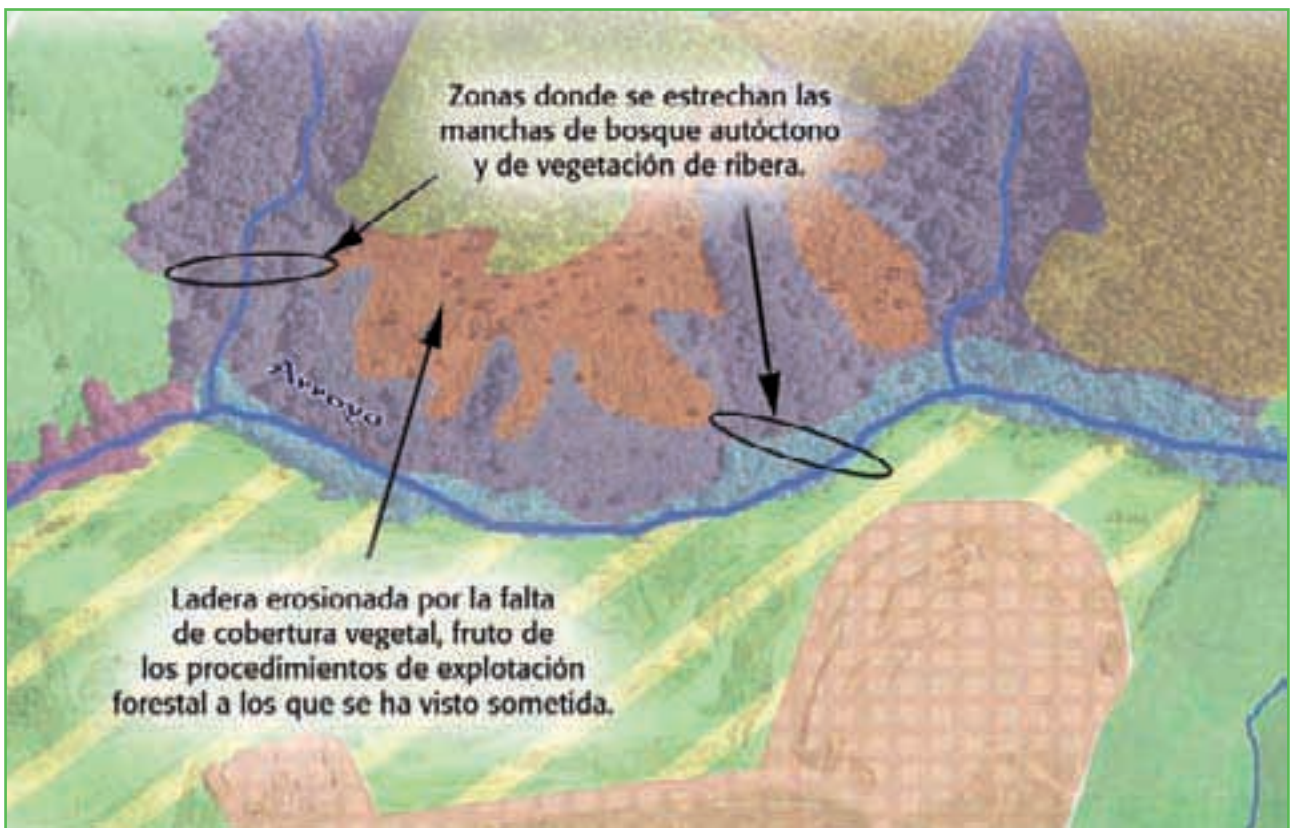 Zonas donde se estrechan las
manchas de bosque autóctono
y de vegetación de ribera.
Arroyo
Ladera erosionada por la falta
de cobertura vegetal, fruto de
los procedimientos de explotación
forestal a los que se ha visto sometida.